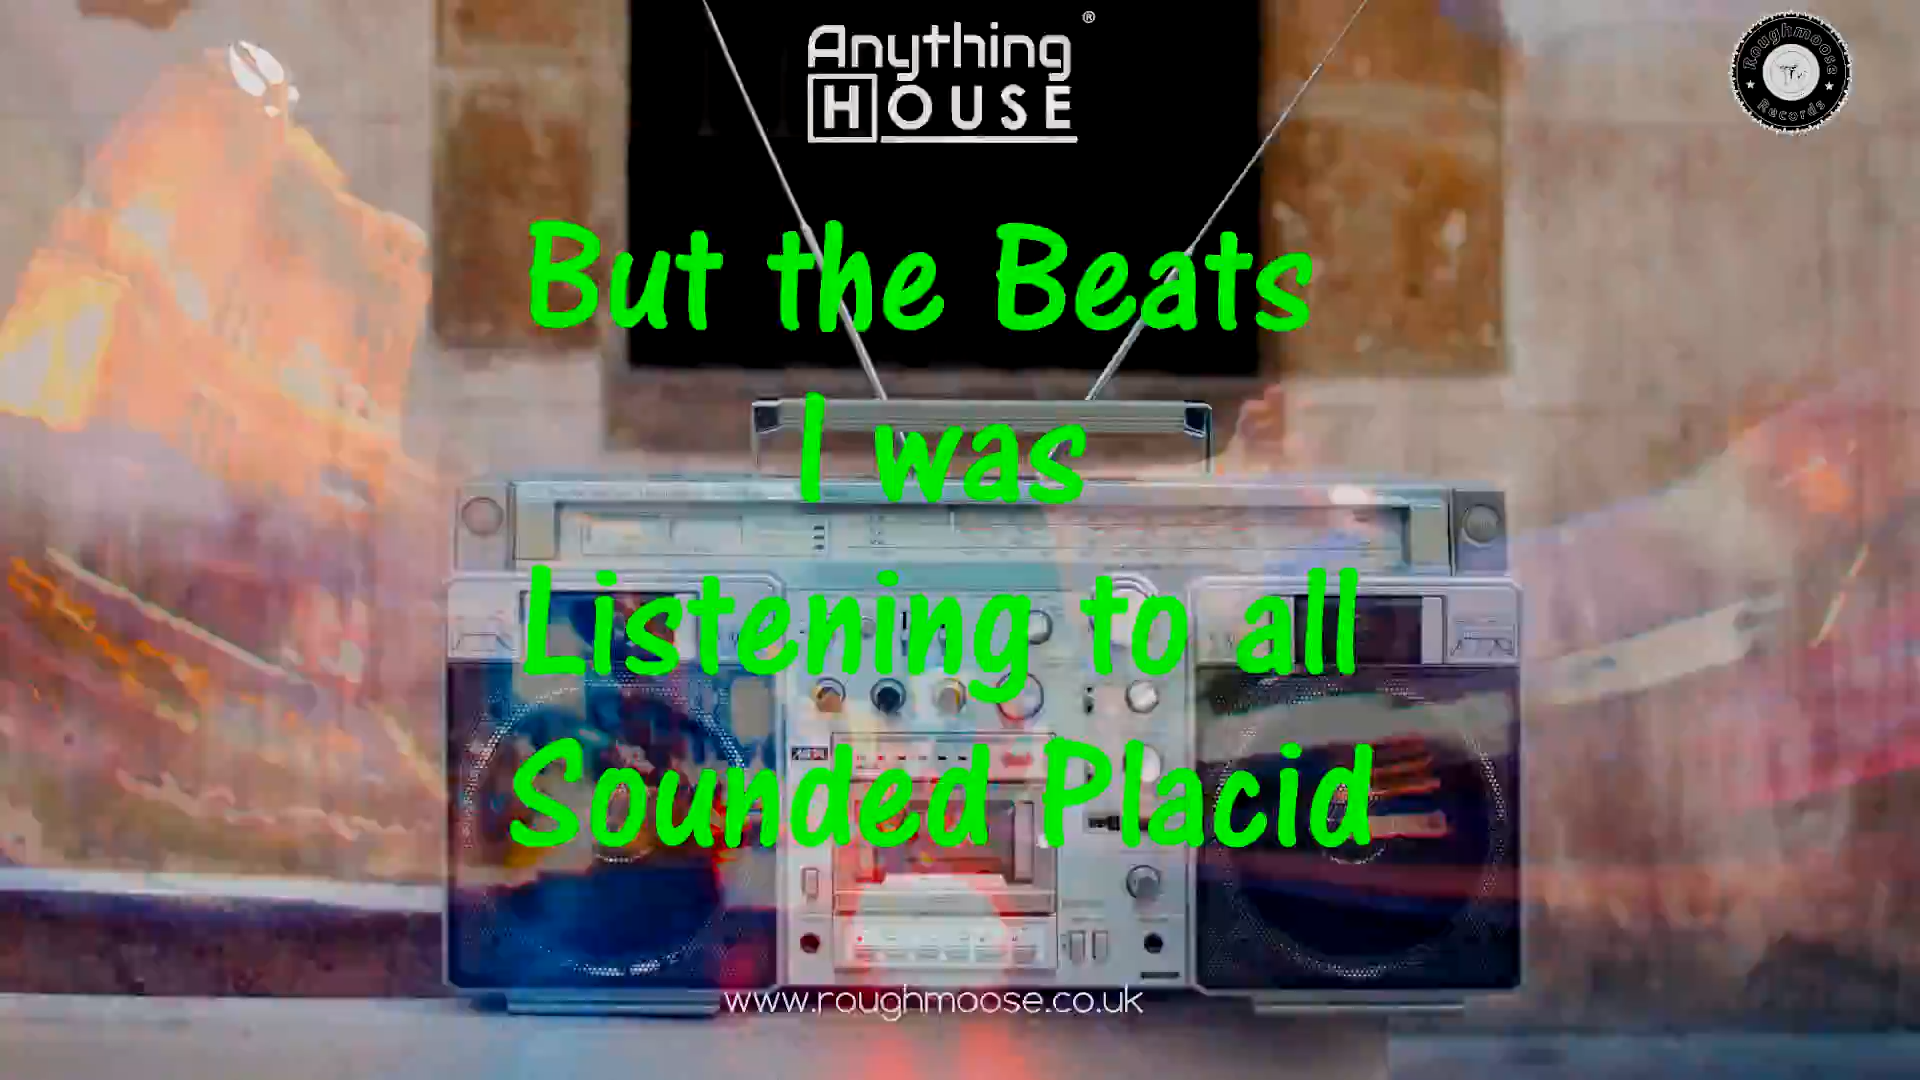 Anything®
HOUSE
Roughmoose
Records
But the Beats
I was
Listening to all
Sounded Placid
www.roughmoose.co.uk